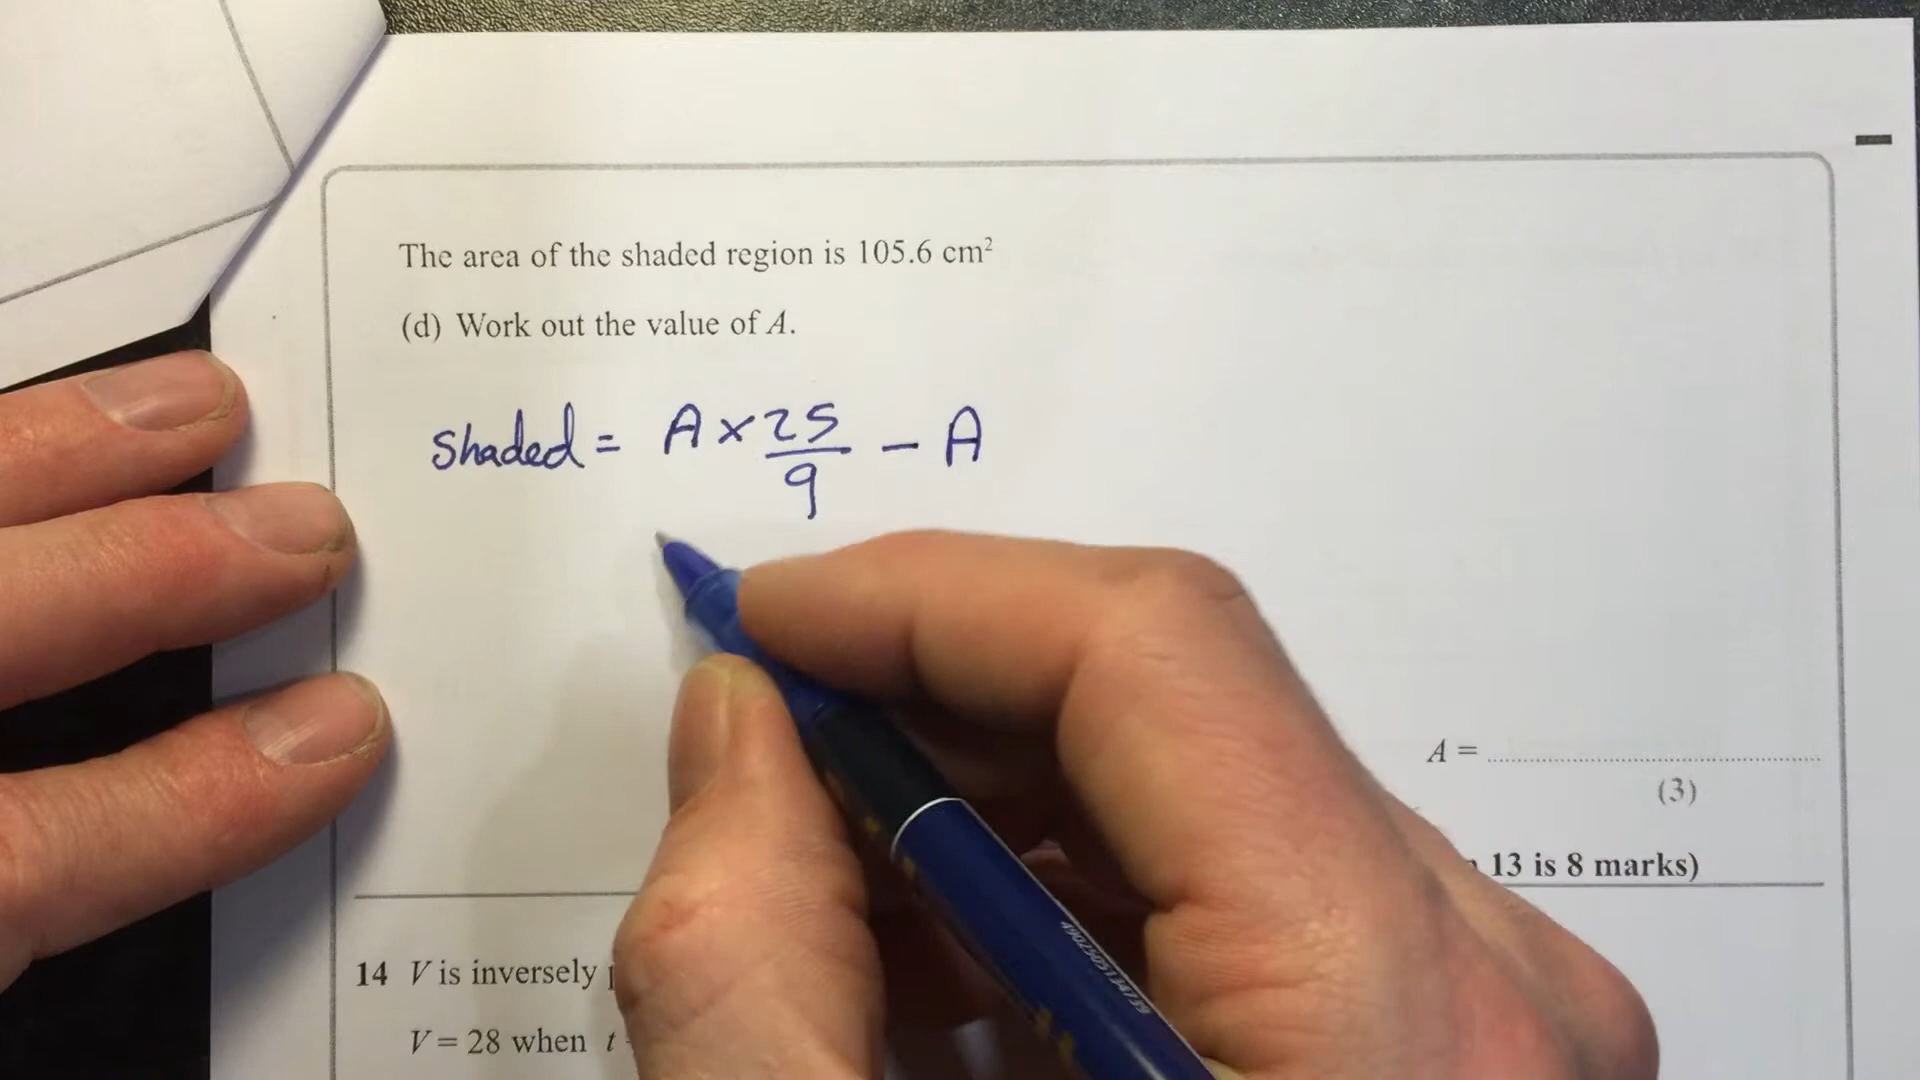 The area of the shaded region is 105.6 cm²
(d) Work out the value of A.
Shaded = A × 25/9 − A
A = ........................................
(3)
13 is 8 marks)
14 V is inversely
V = 28 when t